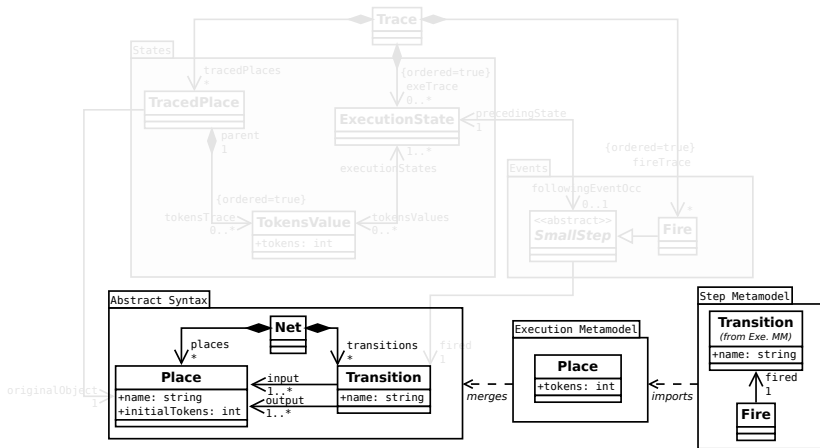 Trace
States
tracedPlaces
*
{ordered=true}
exeTrace
0..*
TracedPlace
ExecutionState
precedingState
1
parent
1
1..*
executionStates
{ordered=true}
fireTrace
Events
followingEventOcc
0..1
*
{ordered=true}
tokensTrace
0..*
TokensValue
+tokens: int
tokensValues
0..*
<<abstract>>
SmallStep
Fire
Abstract Syntax
Net
places
*
transitions
*
fired
1
Place
+name: string
+initialTokens: int
input
1..*
output
1..*
Transition
+name: string
originalObject
1
merges
Execution Metamodel
Place
+tokens: int
imports
Step Metamodel
Transition
(from Exe. MM)
+name: string
fired
1
Fire